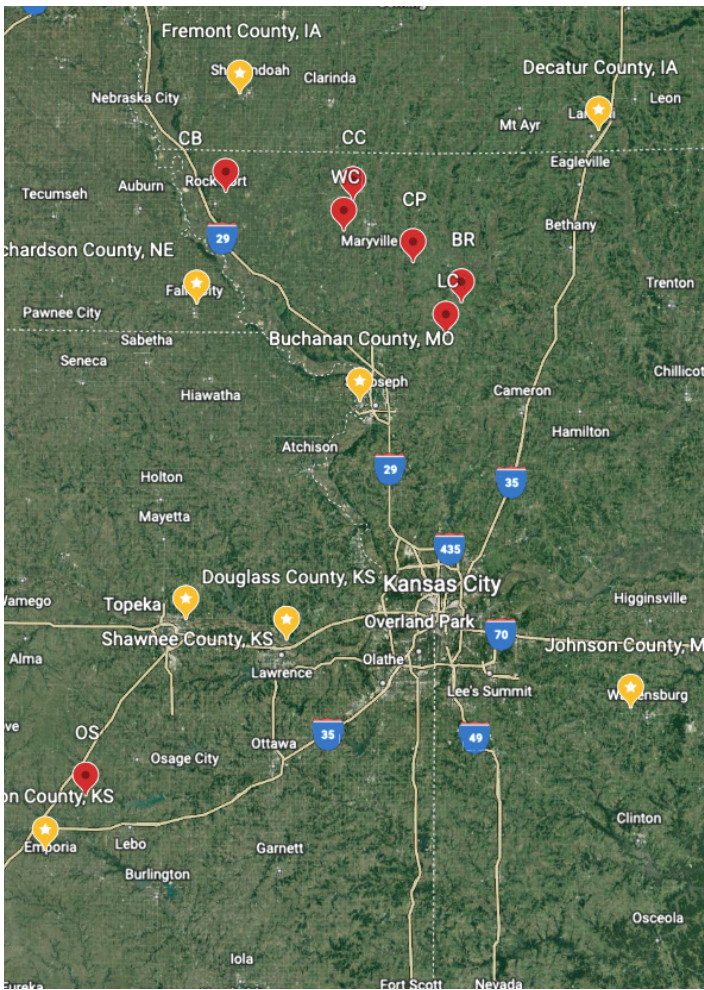 Fremont County, IA
Clarinda
Decatur County, IA
Nebraska City
Leon
Mt Ayr
CB
CC
Eagleville
Auburn
WC
Tecumseh
CP
Maryville
Bethany
BR
29
chardson County, NE
LC
Trenton
Pawnee City
Sabetha
Buchanan County, MO
Seneca
Chillicot
Hiawatha
Cameron
Hamilton
Atchison
29
35
Holton
Mayetta
435
Douglass County, KS
Kansas City
Wamego
Topeka
Higginsville
Overland Park
70
Shawnee County, KS
Johnson County, M
Alma
Olathe
Lawrence
Lee's Summit
OS
35
49
Ottawa
Osage City
on County, KS
Clinton
Emporia
Lebo
Garnett
Burlington
Osceola
Iola
Eureka
Fort Scott
Nevada